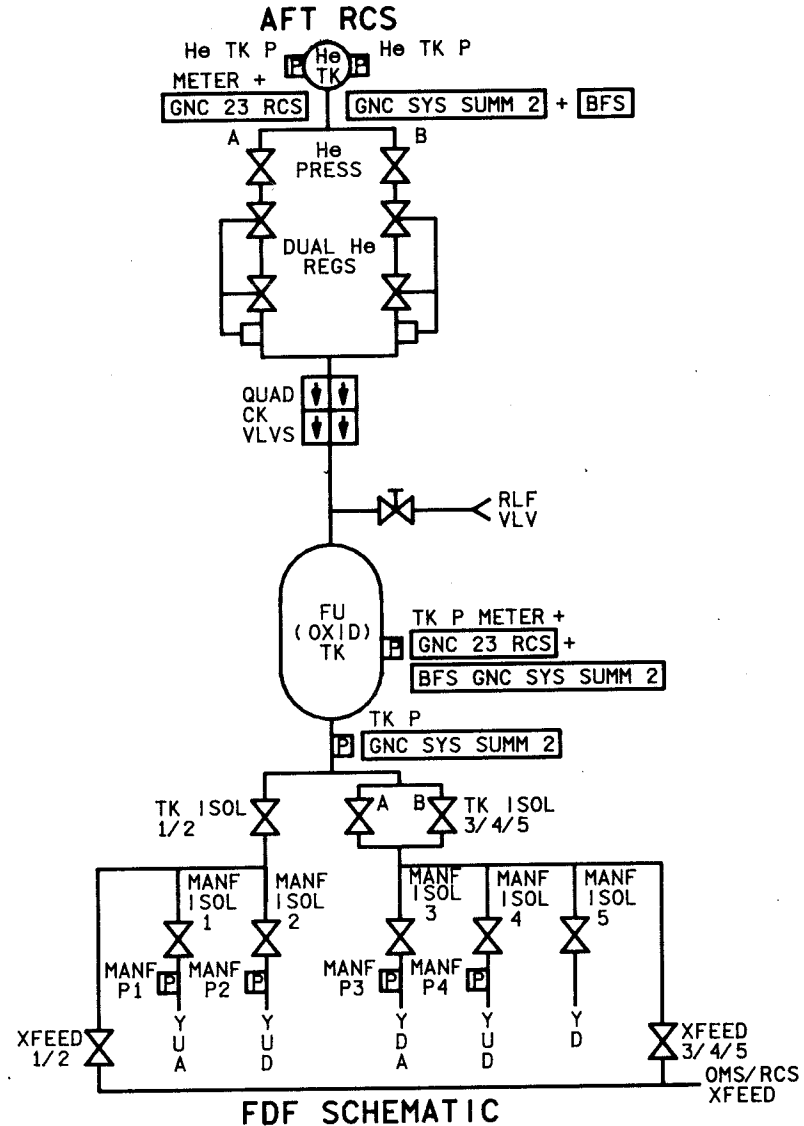 AFT RCS
He TK P
He TK P
He
TK
P
P
METER +
GNC 23 RCS
GNC SYS SUMM 2 + BFS
A
B
He
PRESS
DUAL He
REGS
QUAD
CK
VLVS
RLF
VLV
FU
(OXID)
TK
P
TK P METER +
GNC 23 RCS +
BFS GNC SYS SUMM 2
TK P
P
GNC SYS SUMM 2
TK ISOL
1/2
A
B
TK ISOL
3/4/5
MANF
ISOL
1
MANF
ISOL
2
MANF
ISOL
3
MANF
ISOL
4
MANF
ISOL
5
MANF
P1
P
MANF
P2
P
MANF
P3
P
MANF
P4
P
Y
U
A
Y
U
D
Y
D
A
Y
U
D
Y
D
XFEED
1/2
XFEED
3/4/5
OMS/RCS
XFEED
FDF SCHEMATIC